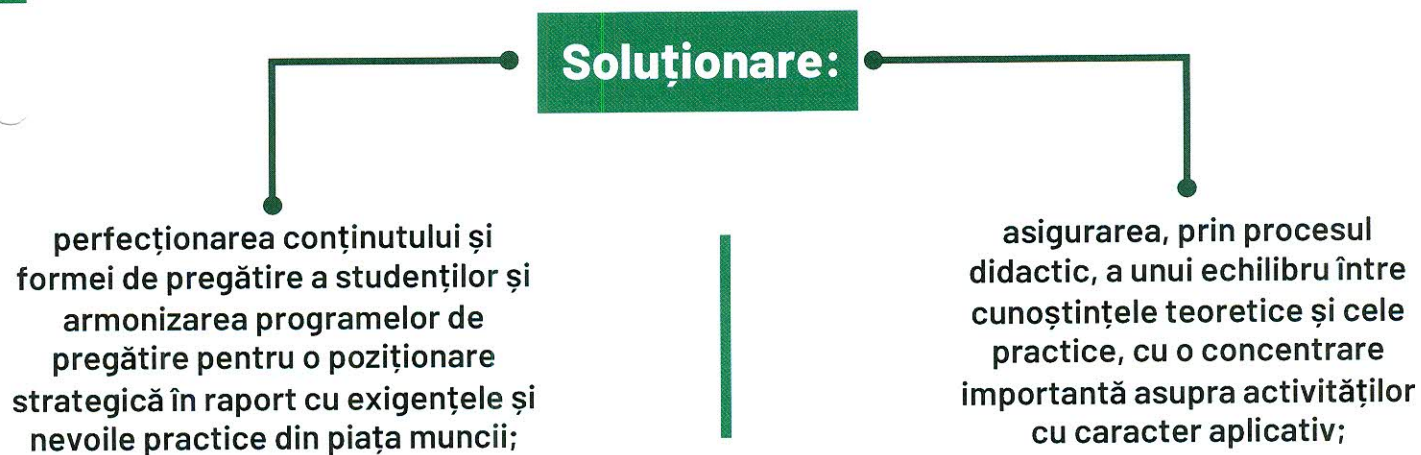 Soluționare:
perfecționarea conținutului și
formei de pregătire a studenților și
armonizarea programelor de
pregătire pentru o poziționare
strategică în raport cu exigențele și
nevoile practice din piața muncii;
asigurarea, prin procesul
didactic, a unui echilibru între
cunoștințele teoretice și cele
practice, cu o concentrare
importantă asupra activităților
cu caracter aplicativ;